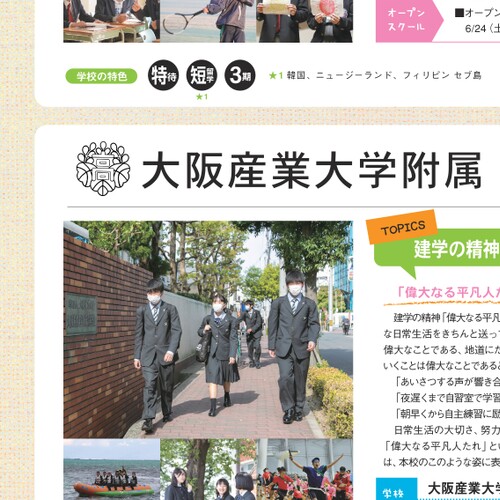 オープン
スクール
■オープン
6/24（土
学校の特色
特待
短留学
3期
★1 韓国、ニュージーランド、フィリピン セブ島
★1
大阪産業大学附属
TOPICS
建学の精神
「偉大なる平凡人た
建学の精神「偉大なる平凡
な日常生活をきちんと送っ
偉大なことである、地道にた
いくことは偉大なことである
「あいさつする声が響き合
「夜遅くまで自習室で学習
「朝早くから自主練習に励
日常生活の大切さ、努力
「偉大なる平凡人たれ」とい
は、本校のこのような姿に表
学校
大阪産業大学